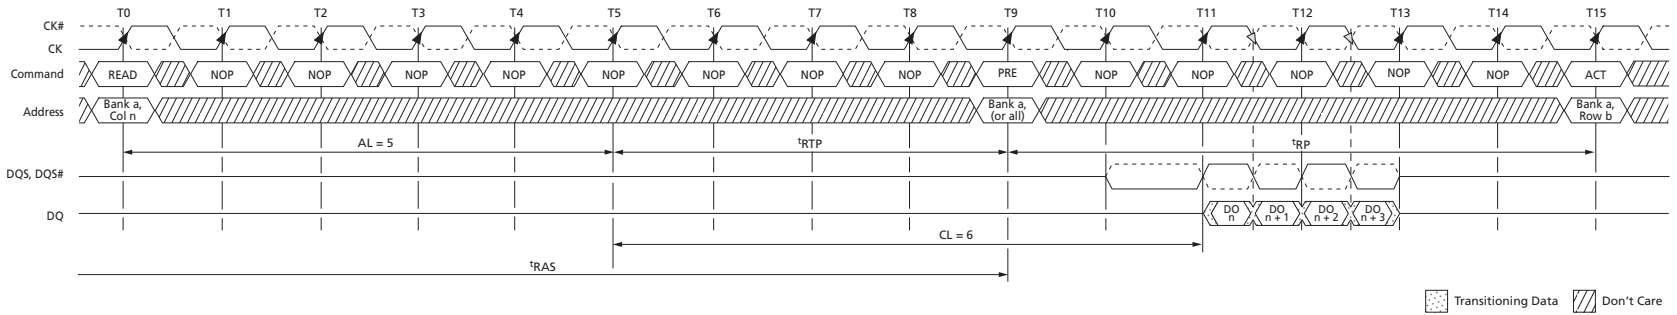 T0 T1 T2 T3 T4 T5 T6 T7 T8 T9 T10 T11 T12 T13 T14 T15
CK#
CK
Command READ NOP NOP NOP NOP NOP NOP NOP NOP PRE NOP NOP NOP NOP NOP ACT
Address Bank a, Col n Bank a, (or all) Bank a, Row b
AL = 5 tRTP tRP
DQS, DQS#
DQ DO n DO n + 1 DO n + 2 DO n + 3
CL = 6
tRAS
Transitioning Data Don't Care